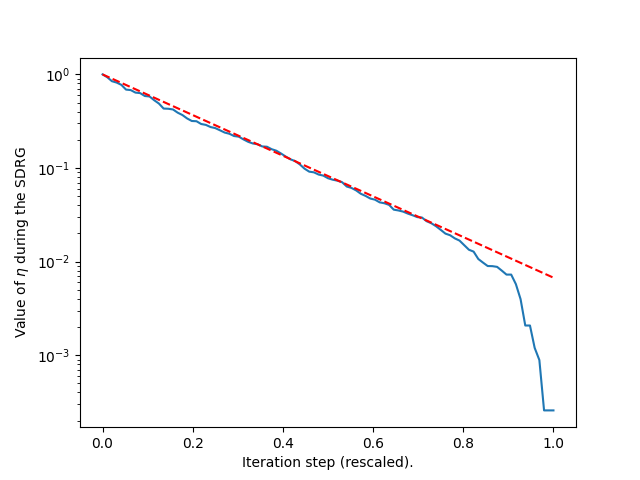 10⁰
10⁻¹
10⁻²
10⁻³
Value of η during the SDRG
0.0 0.2 0.4 0.6 0.8 1.0
Iteration step (rescaled).